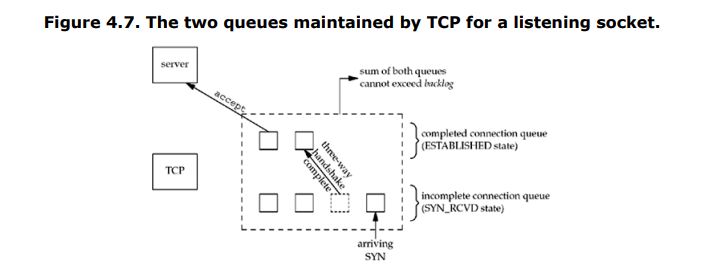 Figure 4.7. The two queues maintained by TCP for a listening socket.
server
accept
sum of both queues
cannot exceed backlog
completed connection queue
(ESTABLISHED state)
three-way
handshake
complete
TCP
incomplete connection queue
(SYN_RCVD state)
arriving
SYN